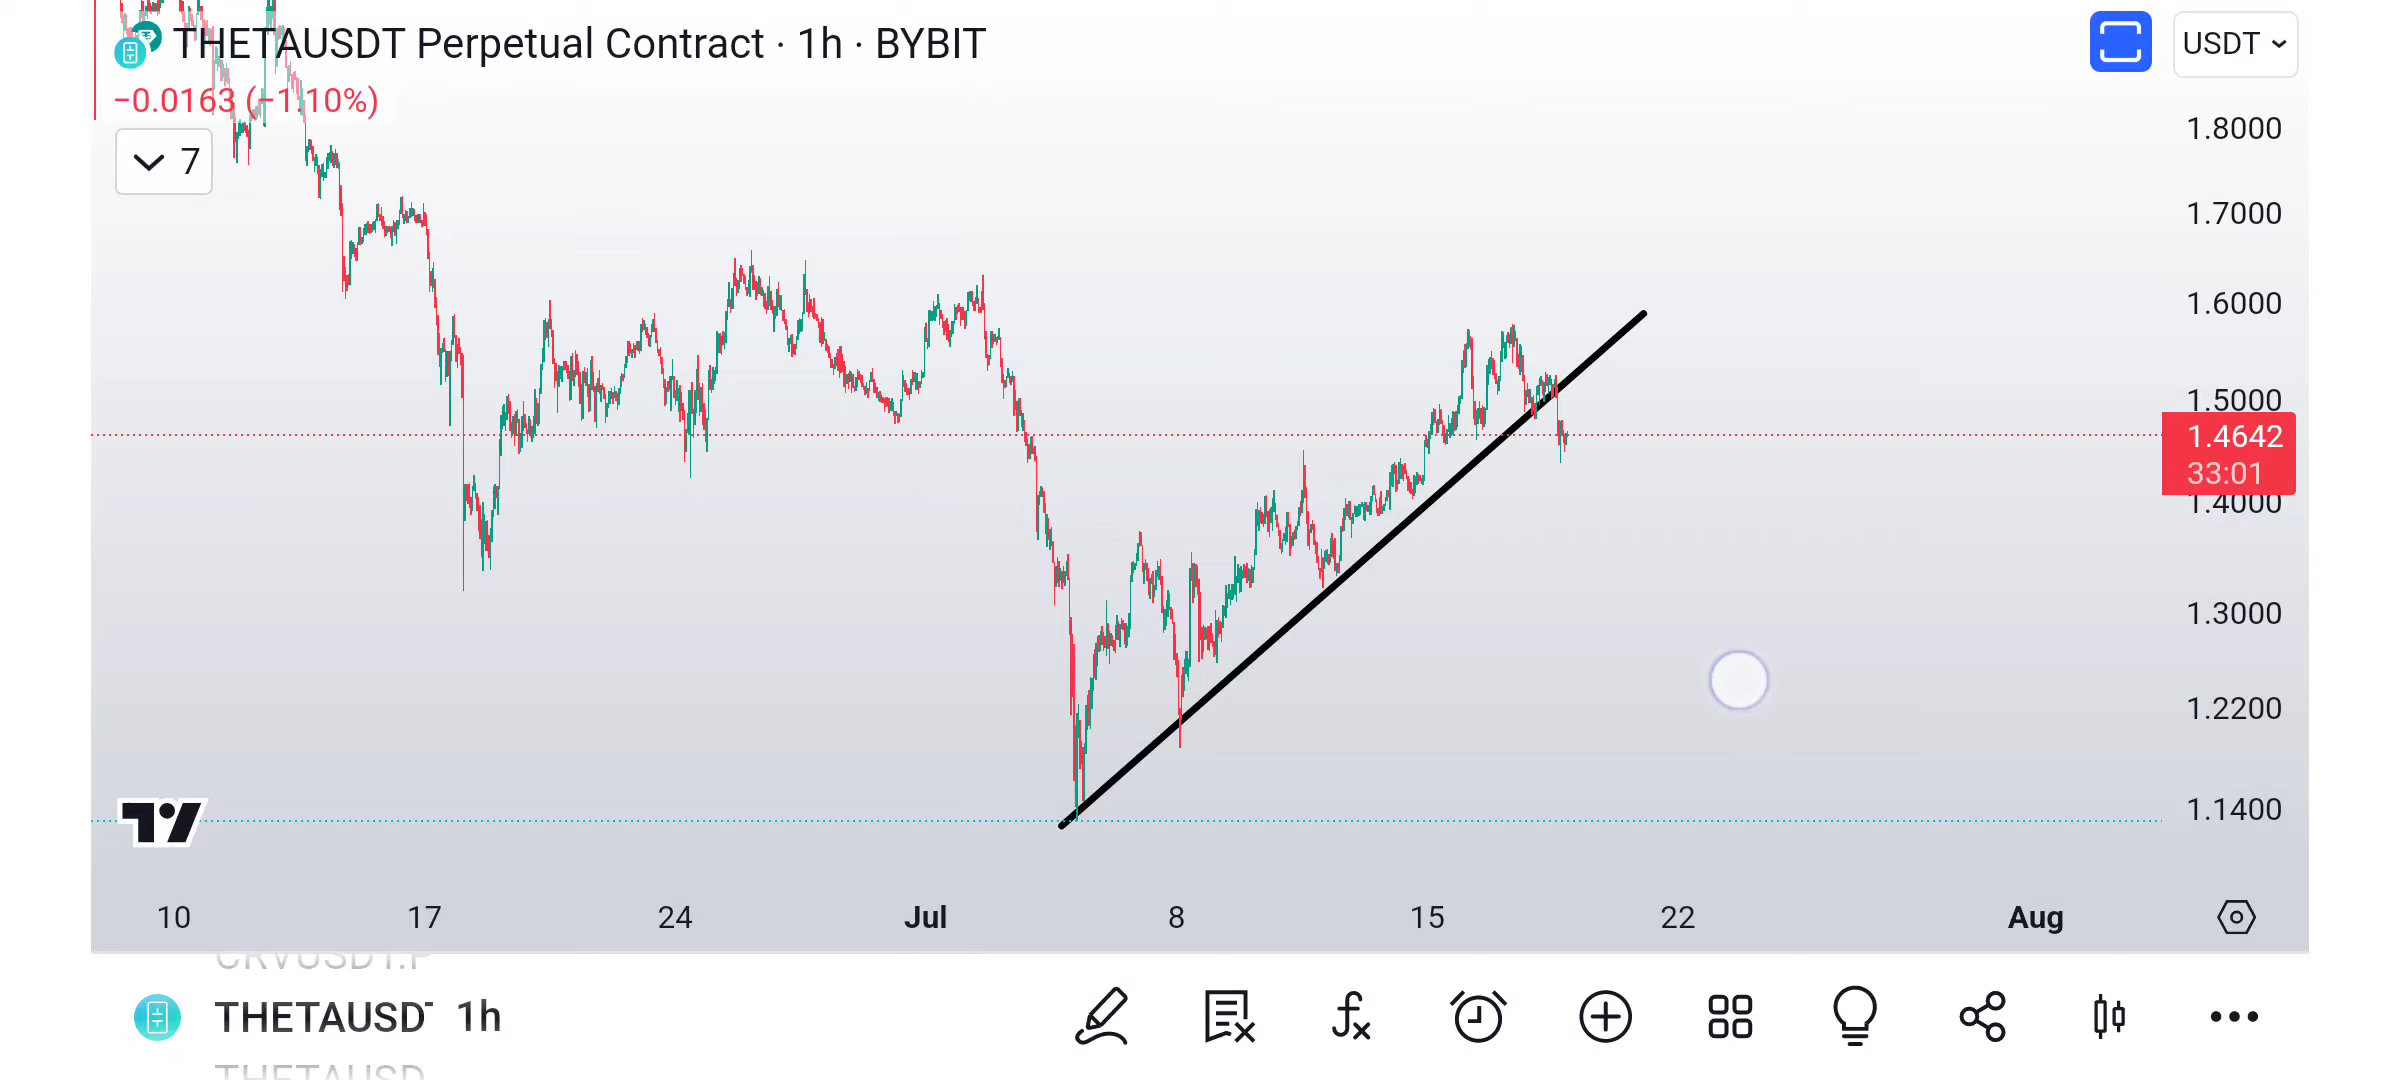 THETAUSDT Perpetual Contract · 1h · BYBIT
USDT
−0.0163 (−1.10%)
7
1.8000
1.7000
1.6000
1.5000
1.4642
33:01
1.4000
1.3000
1.2200
1.1400
10 17 24 Jul 8 15 22 Aug
CRVUSDT.P
THETAUSDT 1h
THETAUSD